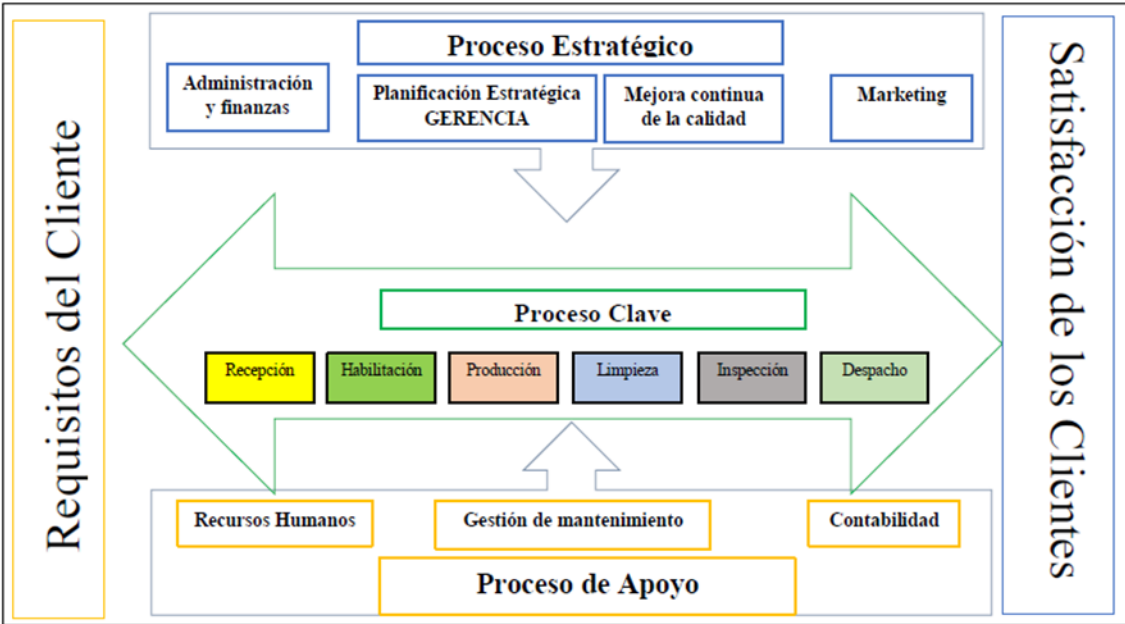 Requisitos del Cliente
Proceso Estratégico
Administración
y finanzas
Planificación Estratégica
GERENCIA
Mejora continua
de la calidad
Marketing
Proceso Clave
Recepción
Habilitación
Producción
Limpieza
Inspección
Despacho
Recursos Humanos
Gestión de mantenimiento
Contabilidad
Proceso de Apoyo
Satisfacción de los Clientes